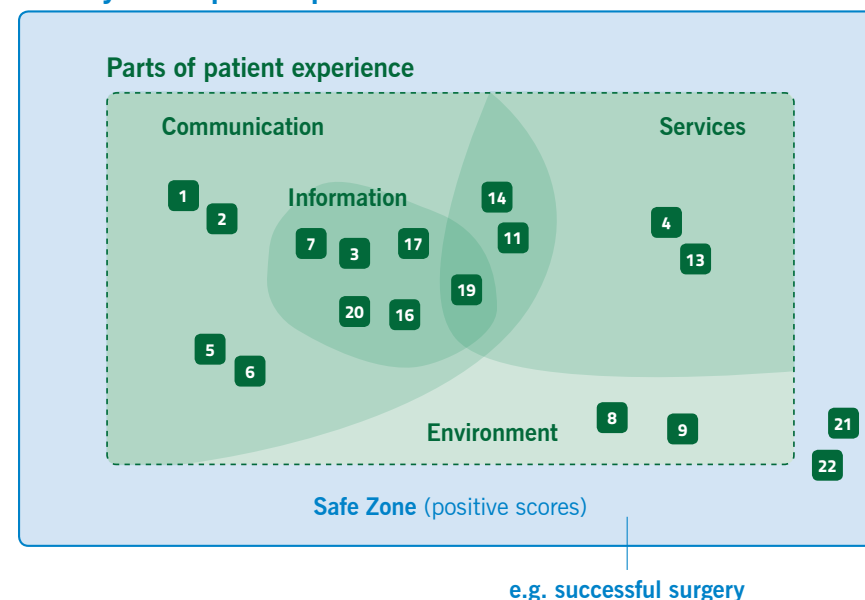 Parts of patient experience
Communication
Services
1
2
Information
14
4
7
3
17
11
13
19
20
16
5
6
Environment
8
9
21
22
Safe Zone (positive scores)
e.g. successful surgery